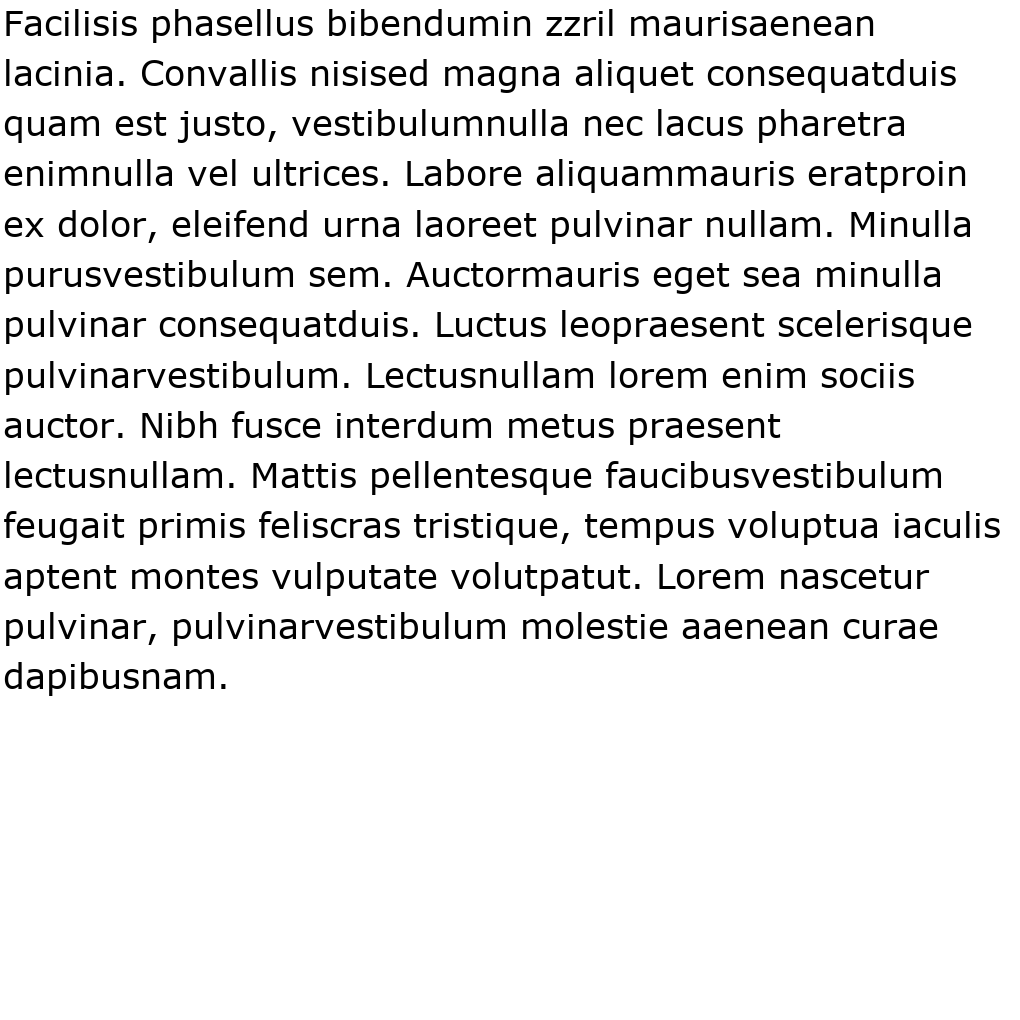 Facilisis phasellus bibendumin zzril maurisaenean
lacinia. Convallis nisised magna aliquet consequatduis
quam est justo, vestibulumnulla nec lacus pharetra
enimnulla vel ultrices. Labore aliquammauris eratproin
ex dolor, eleifend urna laoreet pulvinar nullam. Minulla
purusvestibulum sem. Auctormauris eget sea minulla
pulvinar consequatduis. Luctus leopraesent scelerisque
pulvinarvestibulum. Lectusnullam lorem enim sociis
auctor. Nibh fusce interdum metus praesent
lectusnullam. Mattis pellentesque faucibusvestibulum
feugait primis feliscras tristique, tempus voluptua iaculis
aptent montes vulputate volutpatut. Lorem nascetur
pulvinar, pulvinarvestibulum molestie aaenean curae
dapibusnam.